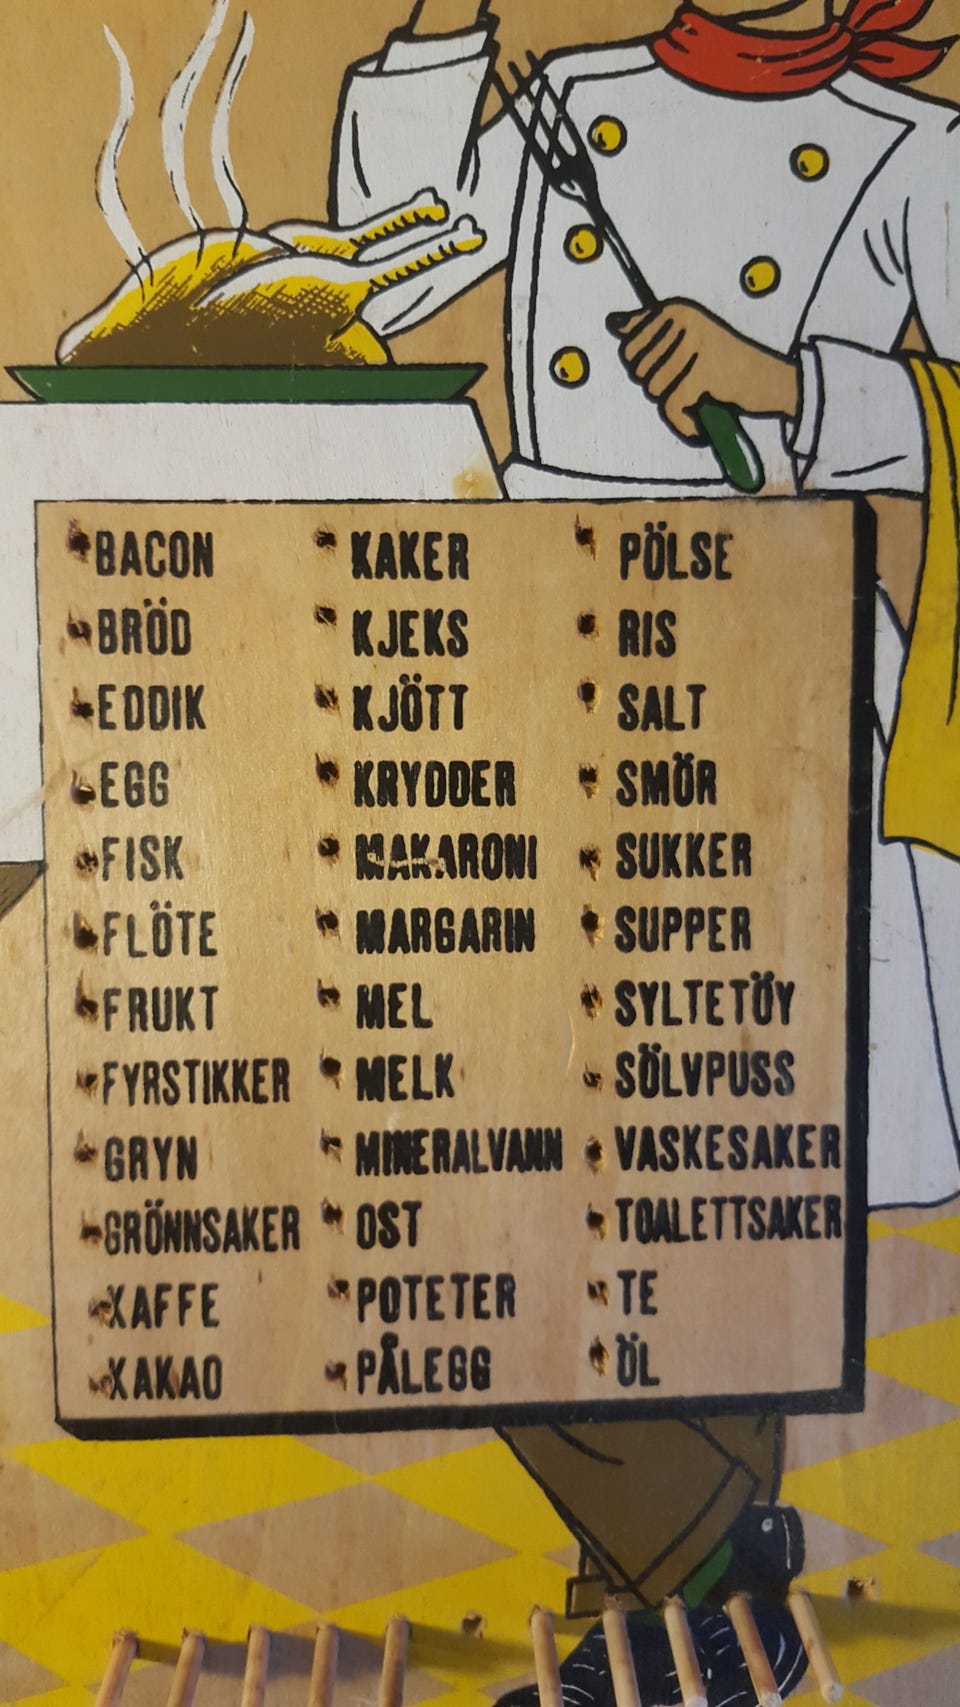 BACON
BRÖD
EDDIK
EGG
FISK
FLÖTE
FRUKT
FYRSTIKKER
GRYN
GRÖNNSAKER
KAFFE
KAKAO
KAKER
KJEKS
KJÖTT
KRYDDER
MAKARONI
MARGARIN
MEL
MELK
MINERALVANN
OST
POTETER
PÅLEGG
PÖLSE
RIS
SALT
SMÖR
SUKKER
SUPPER
SYLTETÖY
SÖLVPUSS
VASKESAKER
TOALETTSAKER
TE
ÖL